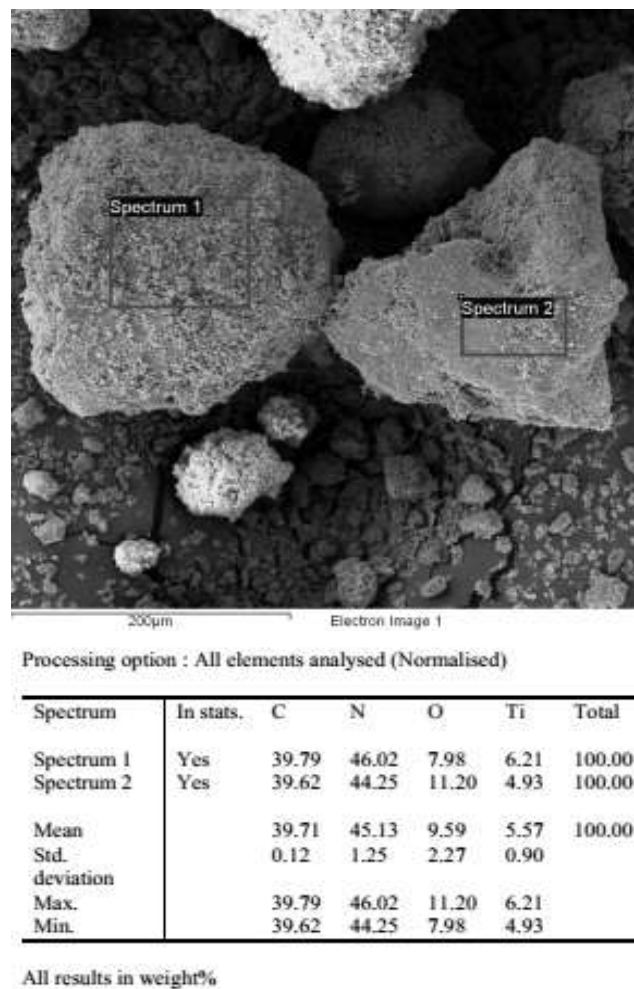 Spectrum 1
Spectrum 2
200µm Electron Image 1
Processing option : All elements analysed (Normalised)
Spectrum In stats. C N O Ti Total
Spectrum 1 Yes 39.79 46.02 7.98 6.21 100.00
Spectrum 2 Yes 39.62 44.25 11.20 4.93 100.00
Mean 39.71 45.13 9.59 5.57 100.00
Std. 0.12 1.25 2.27 0.90
deviation
Max. 39.79 46.02 11.20 6.21
Min. 39.62 44.25 7.98 4.93
All results in weight%